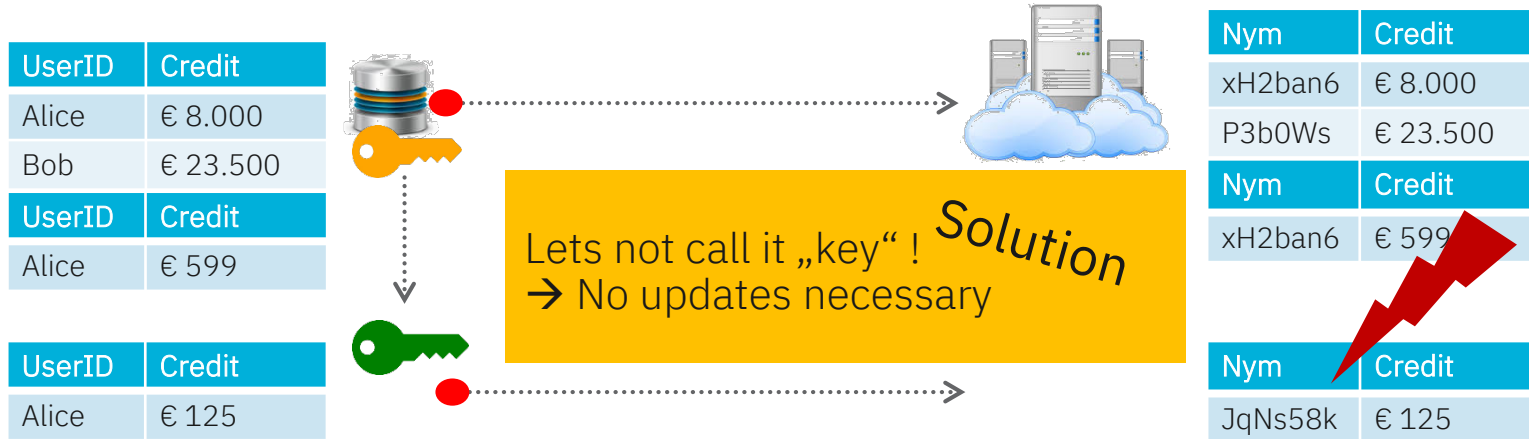 UserID Credit
Alice € 8.000
Bob € 23.500
UserID Credit
Alice € 599
UserID Credit
Alice € 125
Lets not call it „key“ !
→ No updates necessary
Solution
Nym Credit
xH2ban6 € 8.000
P3b0Ws € 23.500
Nym Credit
xH2ban6 € 599
Nym Credit
JqNs58k € 125